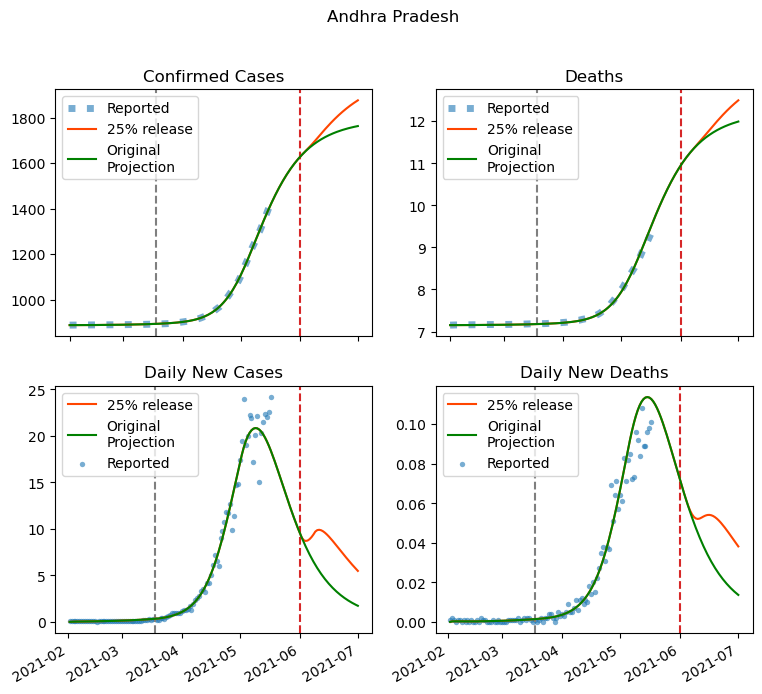 Andhra Pradesh
Confirmed Cases
Reported
25% release
Original
Projection
1800
1600
1400
1200
1000
Deaths
Reported
25% release
Original
Projection
12
11
10
9
8
7
Daily New Cases
25% release
Original
Projection
Reported
25
20
15
10
5
0
2021-02
2021-03
2021-04
2021-05
2021-06
2021-07
Daily New Deaths
25% release
Original
Projection
Reported
0.10
0.08
0.06
0.04
0.02
0.00
2021-02
2021-03
2021-04
2021-05
2021-06
2021-07